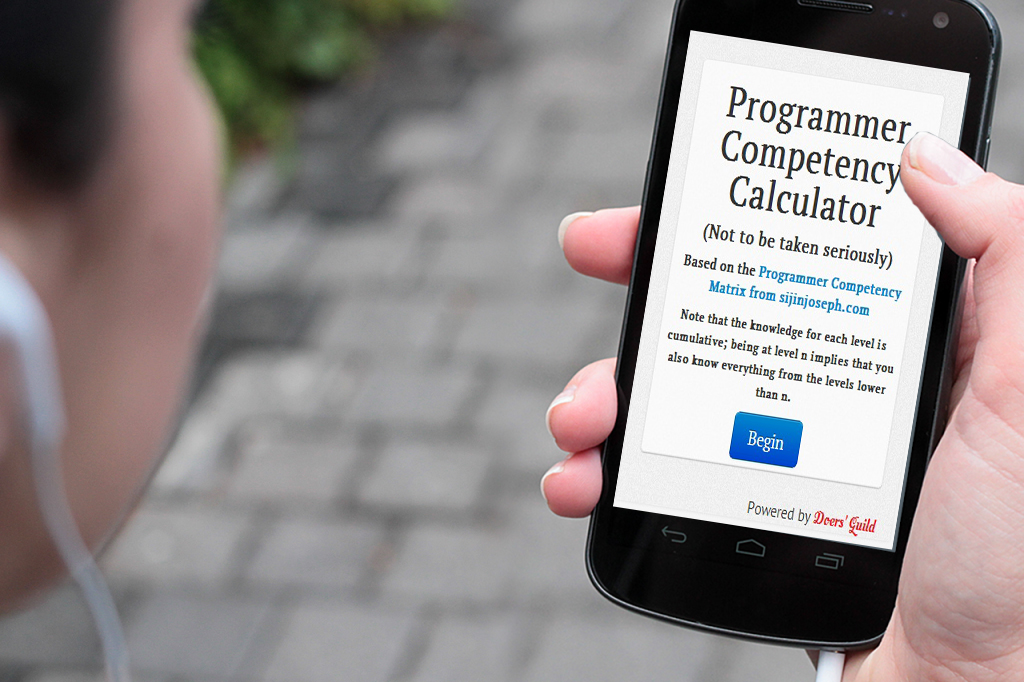 Programmer
Competency
Calculator
(Not to be taken seriously)
Based on the Programmer Competency
Matrix from sijinjoseph.com
Note that the knowledge for each level is
cumulative; being at level n implies that you
also know everything from the levels lower
than n.
Begin
Powered by Doers' Guild